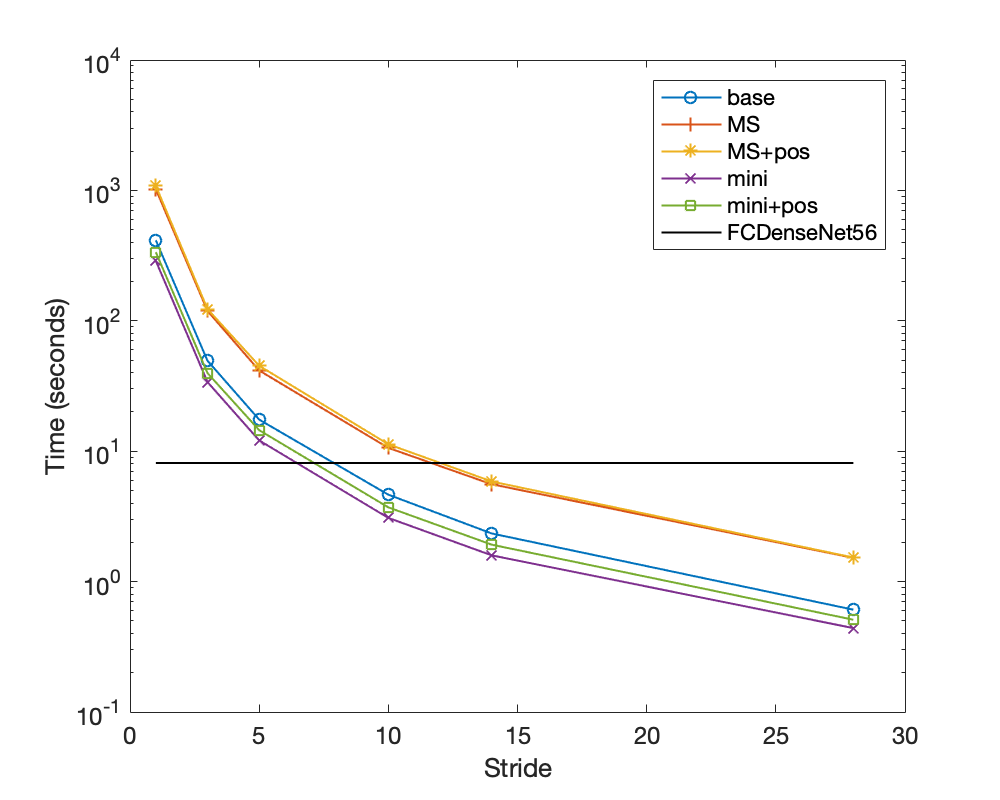 10^4
10^3
10^2
10^1
10^0
10^-1
Time (seconds)
base
MS
MS+pos
mini
mini+pos
FCDenseNet56
0 5 10 15 20 25 30
Stride